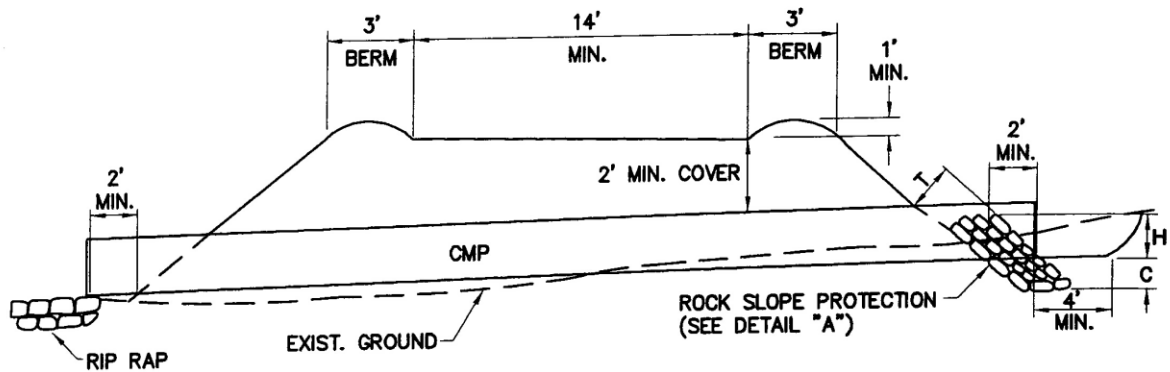 3'
BERM
14'
MIN.
3'
BERM
1'
MIN.
2'
MIN.
2'
MIN.
2' MIN. COVER
T
CMP
H
C
4'
MIN.
ROCK SLOPE PROTECTION
(SEE DETAIL "A")
EXIST. GROUND
RIP RAP